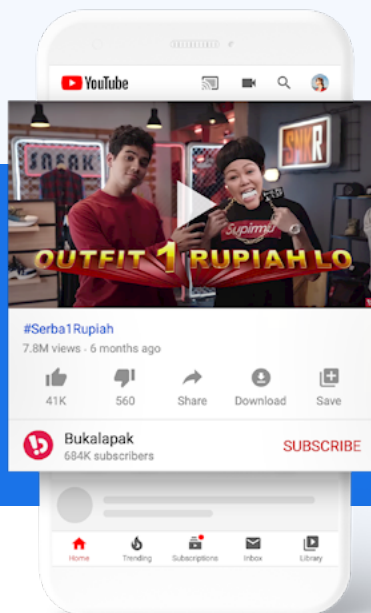 YouTube
SNEAK
SNKR
Supirmu
OUTFIT 1 RUPIAH LO
#Serba1Rupiah
7.8M views · 6 months ago
41K 560 Share Download Save
Bukalapak SUBSCRIBE
684K subscribers
Home Trending Subscriptions Inbox Library